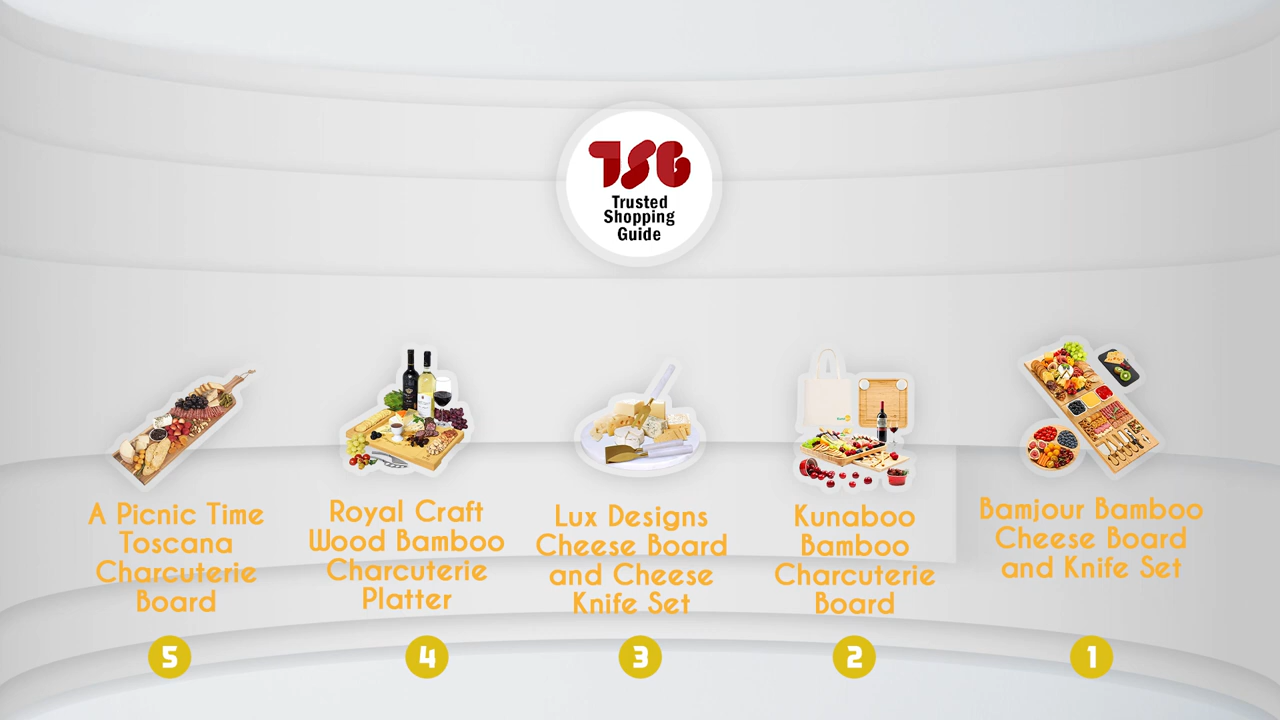 TSG
Trusted
Shopping
Guide
A Picnic Time
Toscana
Charcuterie
Board
5
Royal Craft
Wood Bamboo
Charcuterie
Platter
4
Lux Designs
Cheese Board
and Cheese
Knife Set
3
Kunaboo
Bamboo
Charcuterie
Board
2
Bamjour Bamboo
Cheese Board
and Knife Set
1